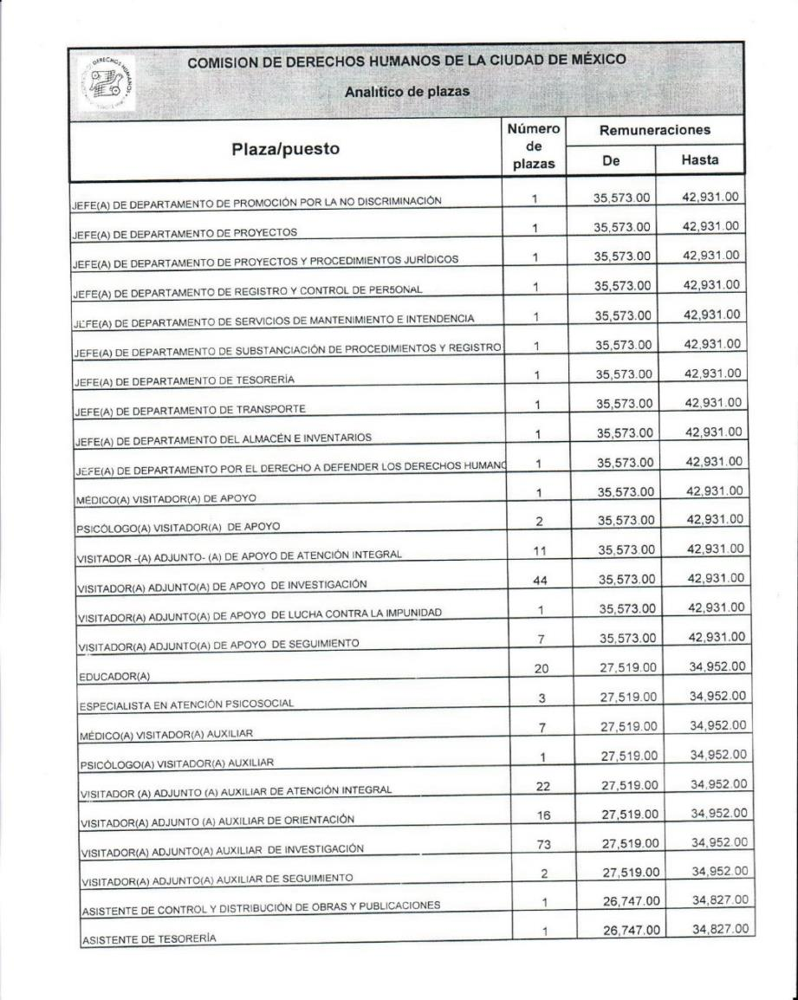 DERECHOS HUMANOS
COMISION DE DERECHOS HUMANOS DE LA CIUDAD DE MÉXICO
Analitico de plazas
Plaza/puesto Número de plazas Remuneraciones
De Hasta
JEFE(A) DE DEPARTAMENTO DE PROMOCIÓN POR LA NO DISCRIMINACIÓN 1 35,573.00 42,931.00
JEFE(A) DE DEPARTAMENTO DE PROYECTOS 1 35,573.00 42,931.00
JEFE(A) DE DEPARTAMENTO DE PROYECTOS Y PROCEDIMIENTOS JURÍDICOS 1 35,573.00 42,931.00
JEFE(A) DE DEPARTAMENTO DE REGISTRO Y CONTROL DE PERSONAL 1 35,573.00 42,931.00
JEFE(A) DE DEPARTAMENTO DE SERVICIOS DE MANTENIMIENTO E INTENDENCIA 1 35,573.00 42,931.00
JEFE(A) DE DEPARTAMENTO DE SUBSTANCIACIÓN DE PROCEDIMIENTOS Y REGISTRO 1 35,573.00 42,931.00
JEFE(A) DE DEPARTAMENTO DE TESORERÍA 1 35,573.00 42,931.00
JEFE(A) DE DEPARTAMENTO DE TRANSPORTE 1 35,573.00 42,931.00
JEFE(A) DE DEPARTAMENTO DEL ALMACÉN E INVENTARIOS 1 35,573.00 42,931.00
JEFE(A) DE DEPARTAMENTO POR EL DERECHO A DEFENDER LOS DERECHOS HUMANO 1 35,573.00 42,931.00
MÉDICO(A) VISITADOR(A) DE APOYO 1 35,573.00 42,931.00
PSICÓLOGO(A) VISITADOR(A) DE APOYO 2 35,573.00 42,931.00
VISITADOR -(A) ADJUNTO- (A) DE APOYO DE ATENCIÓN INTEGRAL 11 35,573.00 42,931.00
VISITADOR(A) ADJUNTO(A) DE APOYO DE INVESTIGACIÓN 44 35,573.00 42,931.00
VISITADOR(A) ADJUNTO(A) DE APOYO DE LUCHA CONTRA LA IMPUNIDAD 1 35,573.00 42,931.00
VISITADOR(A) ADJUNTO(A) DE APOYO DE SEGUIMIENTO 7 35,573.00 42,931.00
EDUCADOR(A) 20 27,519.00 34,952.00
ESPECIALISTA EN ATENCIÓN PSICOSOCIAL 3 27,519.00 34,952.00
MÉDICO(A) VISITADOR(A) AUXILIAR 7 27,519.00 34,952.00
PSICÓLOGO(A) VISITADOR(A) AUXILIAR 1 27,519.00 34,952.00
VISITADOR (A) ADJUNTO (A) AUXILIAR DE ATENCIÓN INTEGRAL 22 27,519.00 34,952.00
VISITADOR(A) ADJUNTO (A) AUXILIAR DE ORIENTACIÓN 16 27,519.00 34,952.00
VISITADOR(A) ADJUNTO(A) AUXILIAR DE INVESTIGACIÓN 73 27,519.00 34,952.00
VISITADOR(A) ADJUNTO(A) AUXILIAR DE SEGUIMIENTO 2 27,519.00 34,952.00
ASISTENTE DE CONTROL Y DISTRIBUCIÓN DE OBRAS Y PUBLICACIONES 1 26,747.00 34,827.00
ASISTENTE DE TESORERÍA 1 26,747.00 34,827.00